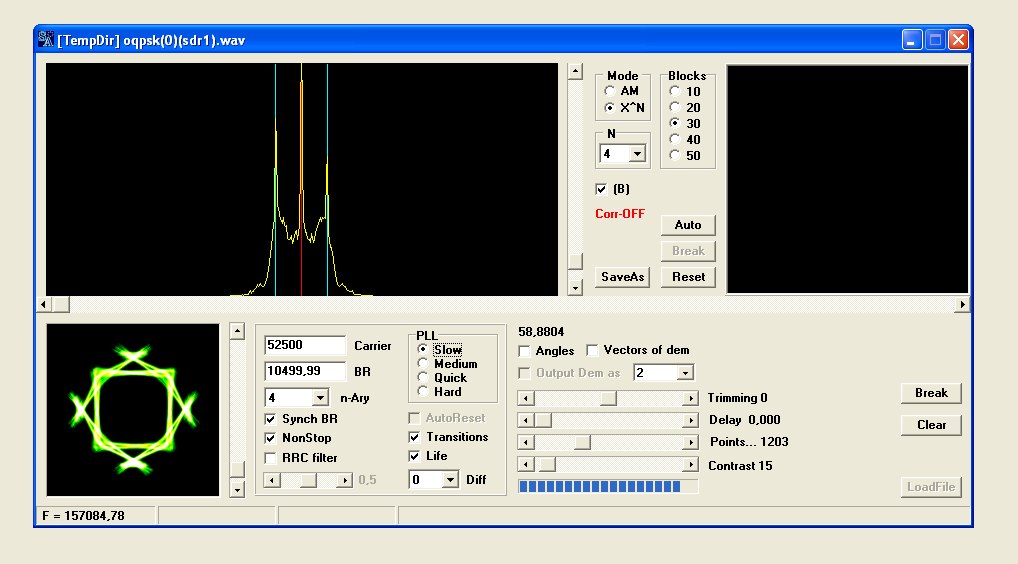 [TempDir] oqpsk(0)(sdr1).wav
Mode
AM
X^N
N
4
(B)
Corr-OFF
SaveAs
Blocks
10
20
30
40
50
Auto
Break
Reset
52500 Carrier
10499,99 BR
4 n-Ary
Synch BR
NonStop
RRC filter
0,5
PLL
Slow
Medium
Quick
Hard
AutoReset
Transitions
Life
0 Diff
58,8804
Angles Vectors of dem
Output Dem as 2
Trimming 0
Delay 0,000
Points... 1203
Contrast 15
Break
Clear
LoadFile
F = 157084,78